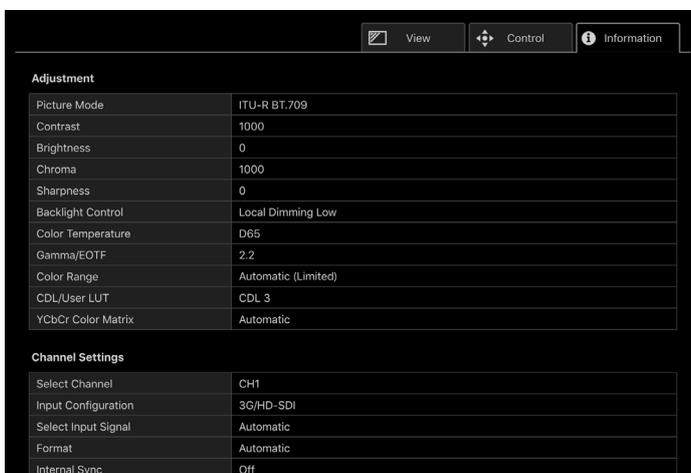 View Control Information
Adjustment
Picture Mode ITU-R BT.709
Contrast 1000
Brightness 0
Chroma 1000
Sharpness 0
Backlight Control Local Dimming Low
Color Temperature D65
Gamma/EOTF 2.2
Color Range Automatic (Limited)
CDL/User LUT CDL 3
YCbCr Color Matrix Automatic
Channel Settings
Select Channel CH1
Input Configuration 3G/HD-SDI
Select Input Signal Automatic
Format Automatic
Internal Sync Off